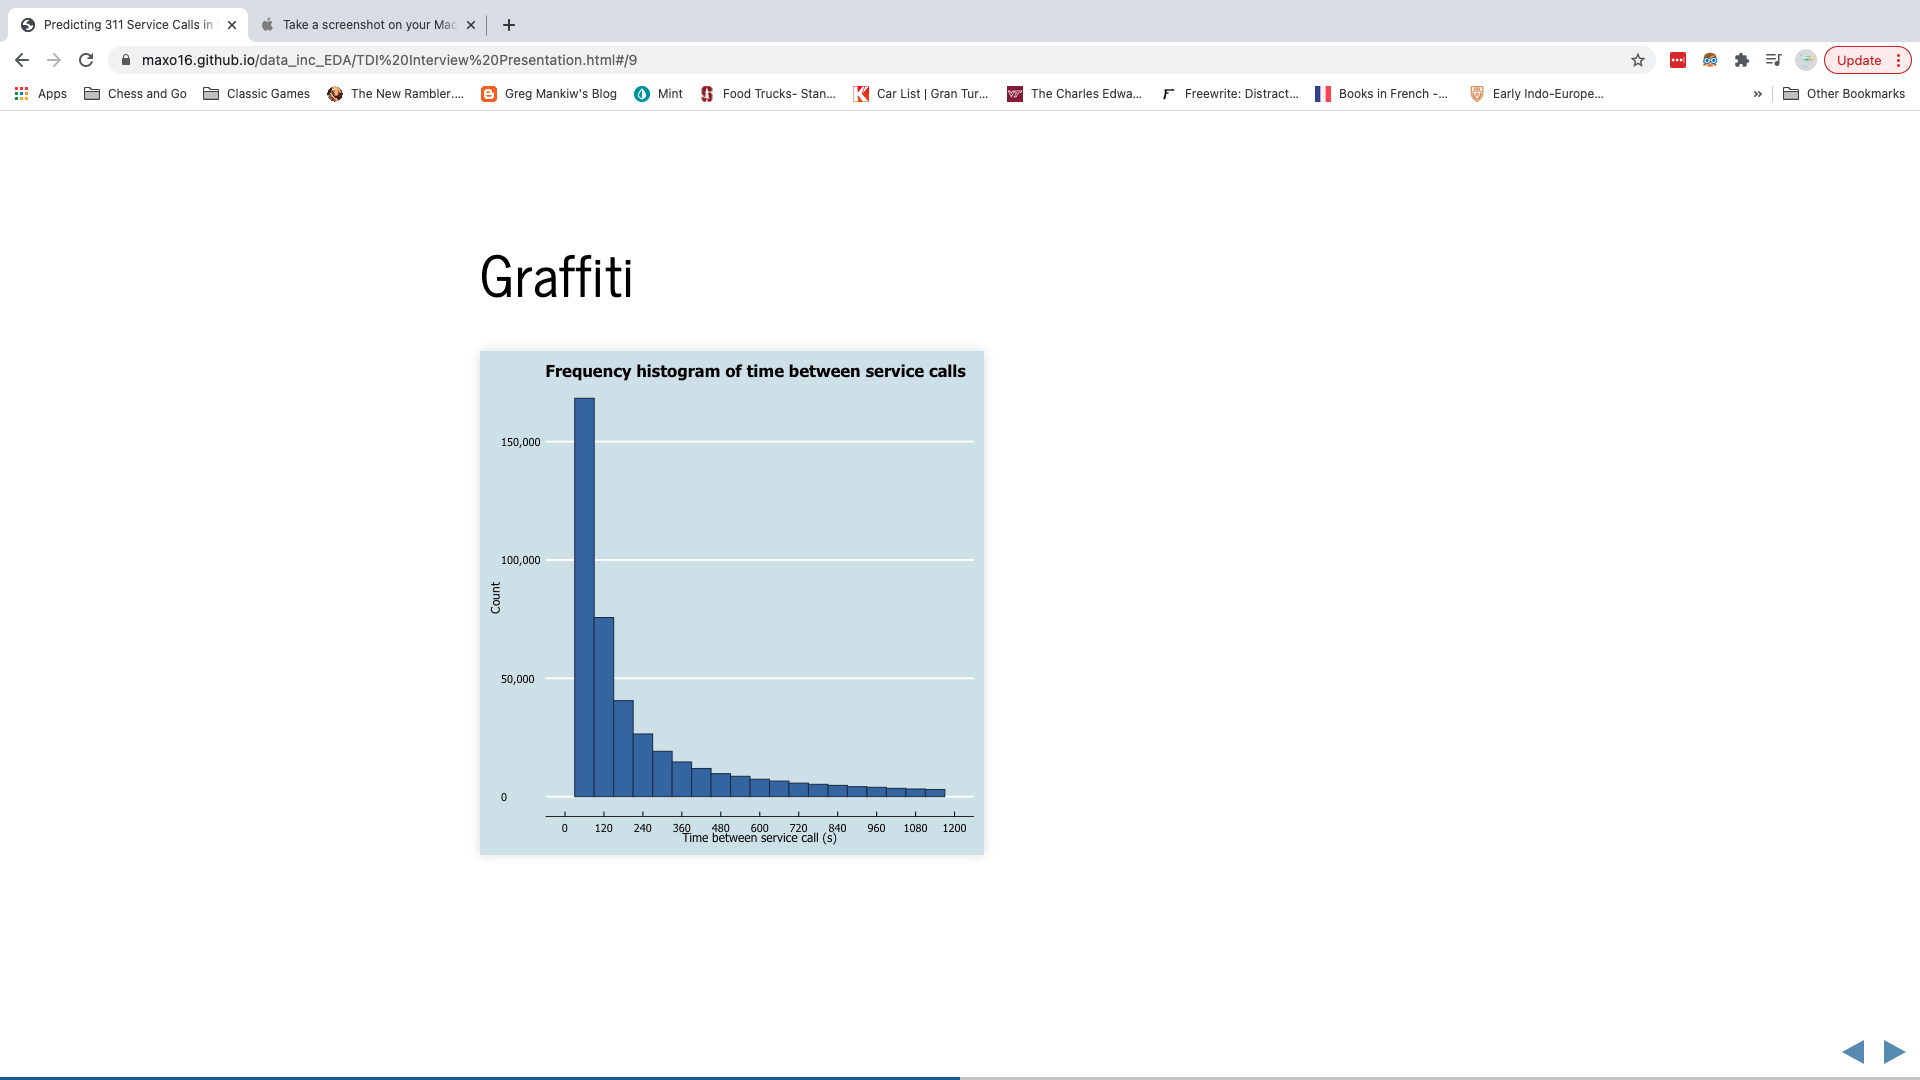 Predicting 311 Service Calls in
Take a screenshot on your Mac
maxo16.github.io/data_inc_EDA/TDI%20Interview%20Presentation.html#/9
Update
Apps
Chess and Go
Classic Games
The New Rambler....
Greg Mankiw's Blog
Mint
Food Trucks- Stan...
Car List | Gran Tur...
The Charles Edwa...
Freewrite: Distract...
Books in French -...
Early Indo-Europe...
»
Other Bookmarks
Graffiti
Frequency histogram of time between service calls
150,000
100,000
50,000
0
Count
0 120 240 360 480 600 720 840 960 1080 1200
Time between service call (s)